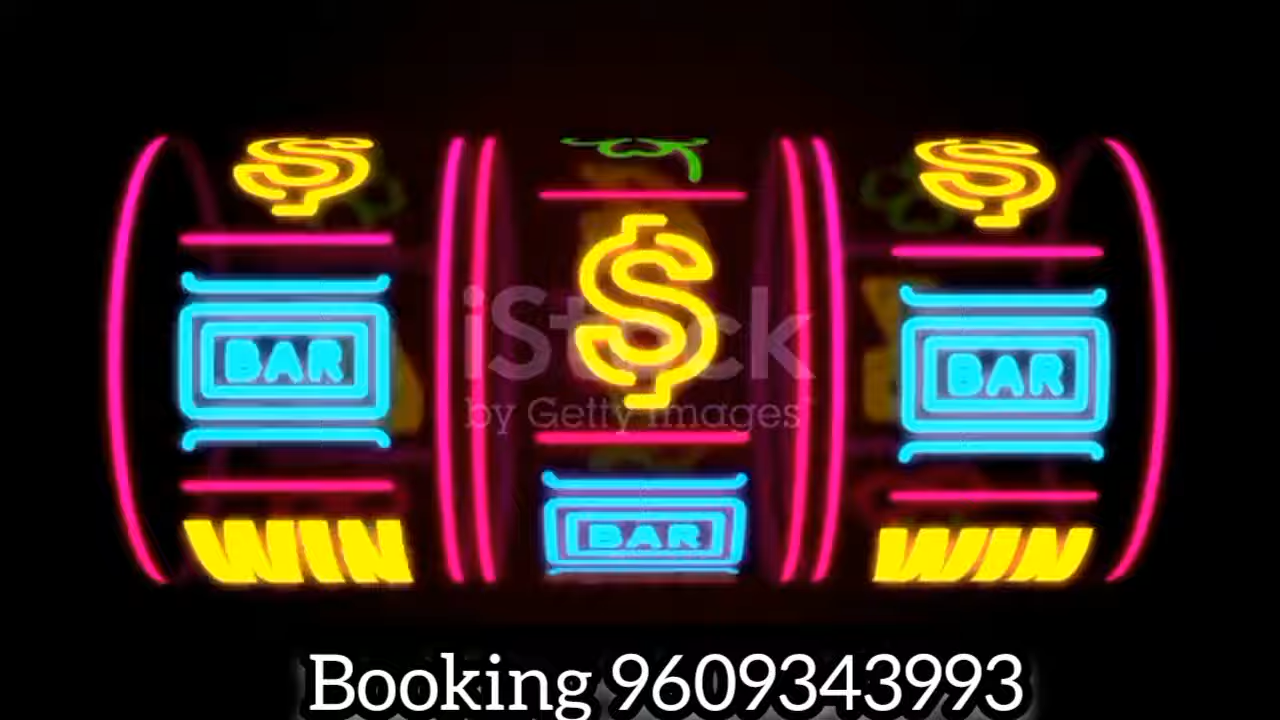 $ $
$
BAR BAR
iStock
by Getty Images
BAR
WIN WIN
Booking 9609343993